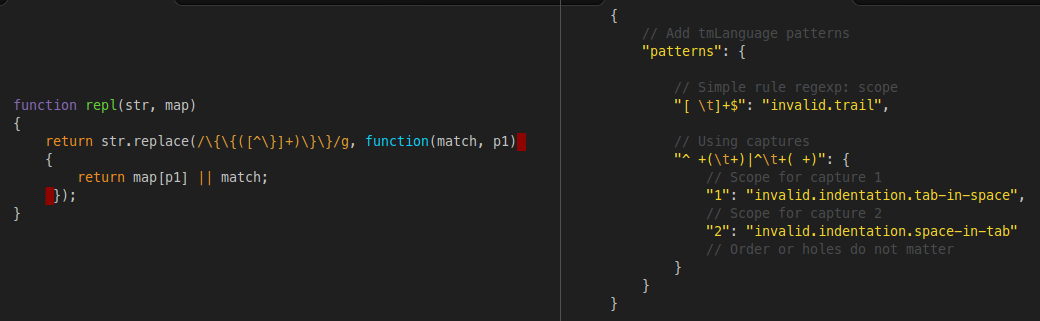 function repl(str, map)
{
    return str.replace(/\{\{([^\}]+)\}\}/g, function(match, p1) 
    {
        return map[p1] || match;
     });
}
{
    // Add tmLanguage patterns
    "patterns": {

        // Simple rule regexp: scope
        "[ \t]+$": "invalid.trail",

        // Using captures
        "^ +(\t+)|^\t+( +)": {
            // Scope for capture 1
            "1": "invalid.indentation.tab-in-space",
            // Scope for capture 2
            "2": "invalid.indentation.space-in-tab"
            // Order or holes do not matter
        }
    }
}